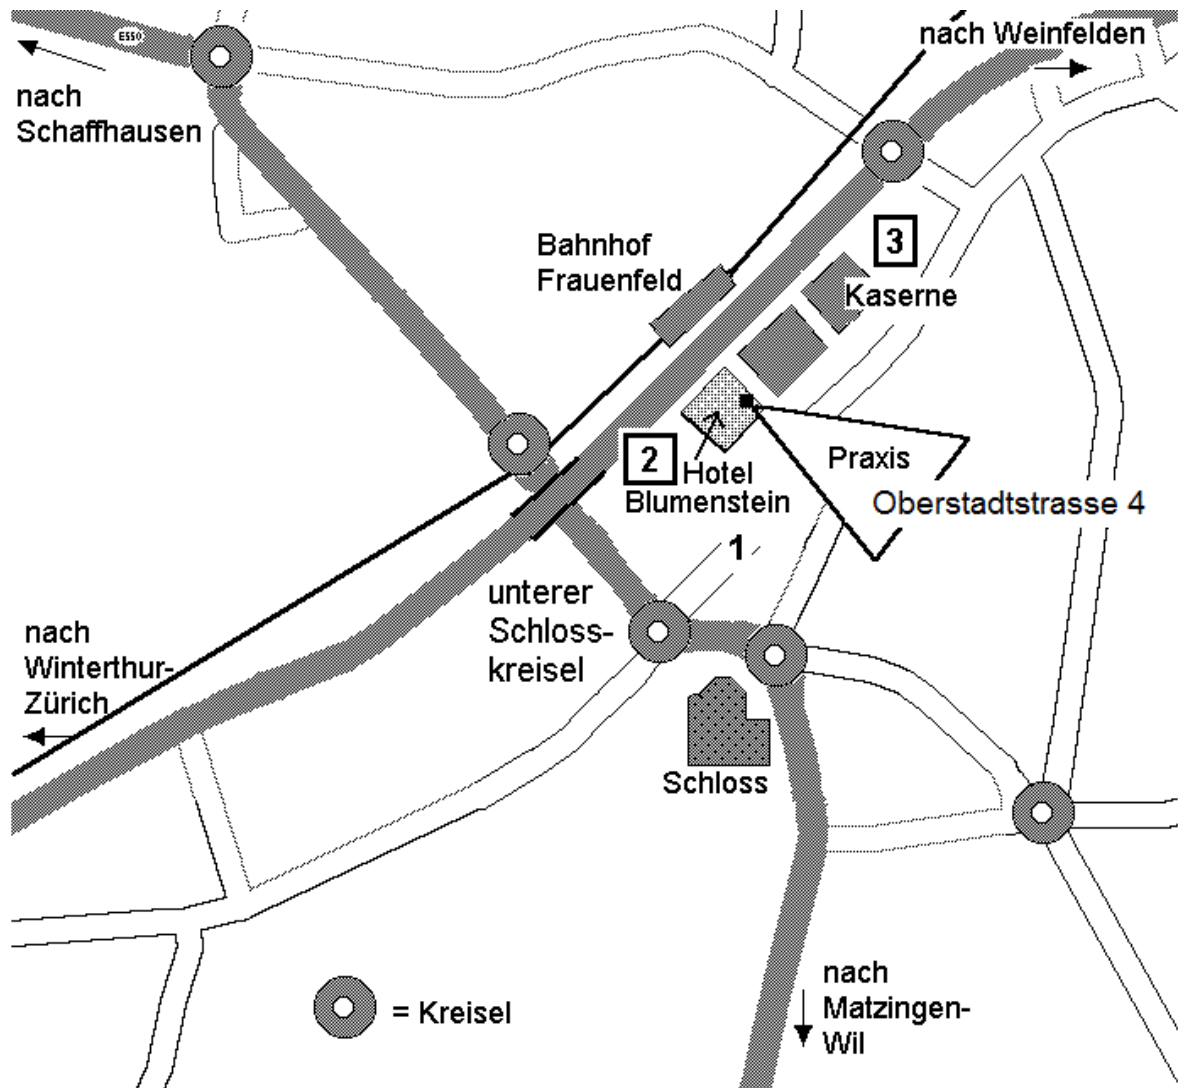 ESSO
nach Weinfelden
nach
Schaffhausen
3
Bahnhof
Frauenfeld
Kaserne
2
Hotel
Blumenstein
Praxis
Oberstadtstrasse 4
1
unterer
Schloss-
kreisel
nach
Winterthur-
Zürich
Schloss
nach
Matzingen-
Wil
= Kreisel